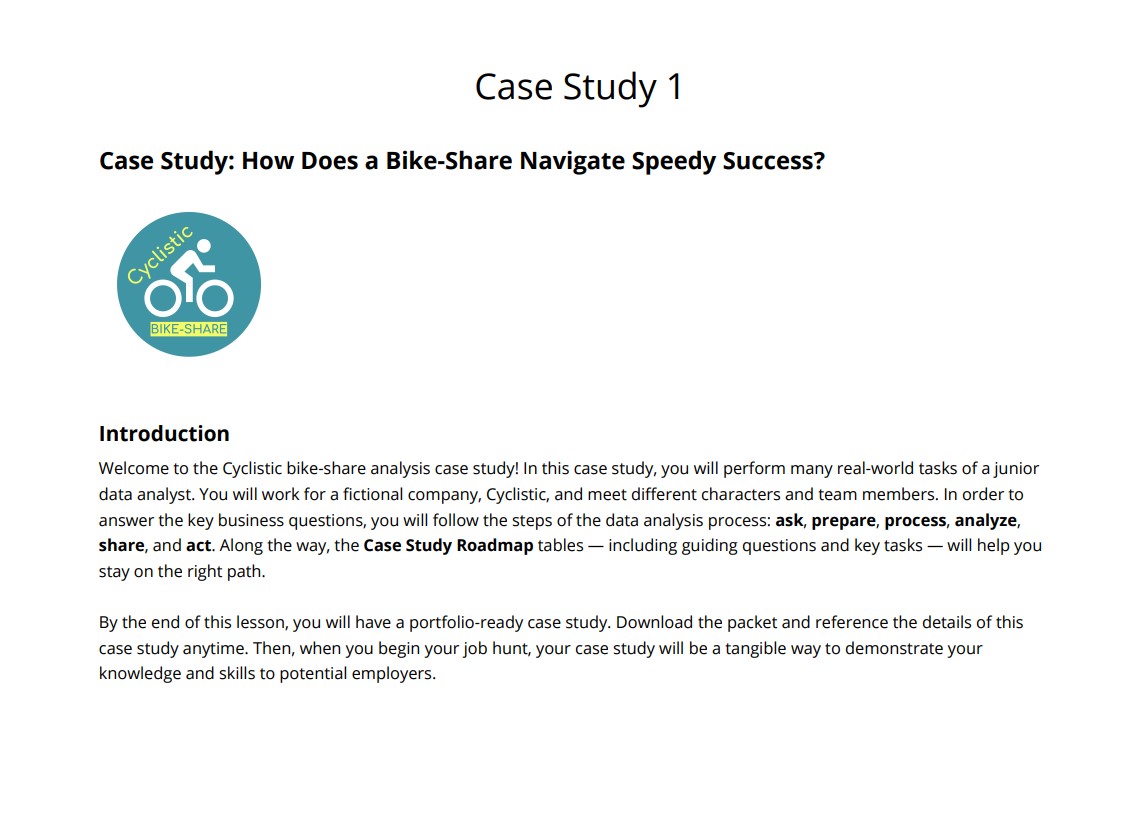 Case Study 1
Case Study: How Does a Bike-Share Navigate Speedy Success?
Cyclistic
BIKE-SHARE
Introduction
Welcome to the Cyclistic bike-share analysis case study! In this case study, you will perform many real-world tasks of a junior
data analyst. You will work for a fictional company, Cyclistic, and meet different characters and team members. In order to
answer the key business questions, you will follow the steps of the data analysis process: ask, prepare, process, analyze,
share, and act. Along the way, the Case Study Roadmap tables — including guiding questions and key tasks — will help you
stay on the right path.
By the end of this lesson, you will have a portfolio-ready case study. Download the packet and reference the details of this
case study anytime. Then, when you begin your job hunt, your case study will be a tangible way to demonstrate your
knowledge and skills to potential employers.